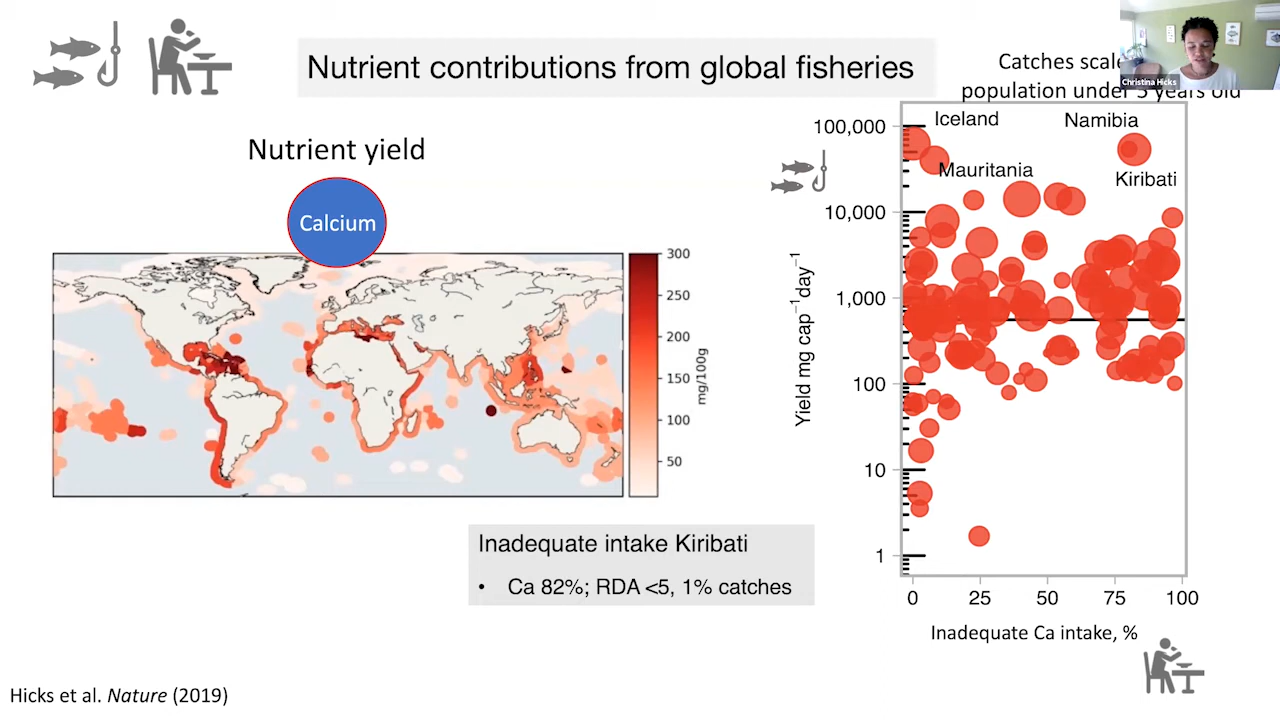 Nutrient contributions from global fisheries
Christina Hicks
Catches scale
population under 5 years old
Nutrient yield
Calcium
300
250
200
150
100
50
mg/100g
Iceland
Namibia
Mauritania
Kiribati
100,000
10,000
1,000
100
10
1
Yield mg cap⁻¹day⁻¹
0 25 50 75 100
Inadequate Ca intake, %
Inadequate intake Kiribati
• Ca 82%; RDA <5, 1% catches
Hicks et al. Nature (2019)